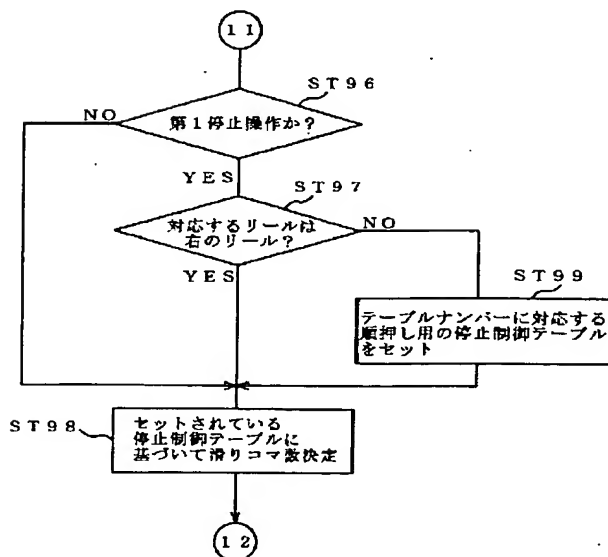 11
ST96
NO
第1停止操作か?
YES
ST97
対応するリールは
右のリール?
NO
YES
ST99
テーブルナンバーに対応する
順押し用の停止制御テーブル
をセット
ST98
セットされている
停止制御テーブルに
基づいて滑りコマ数決定
12